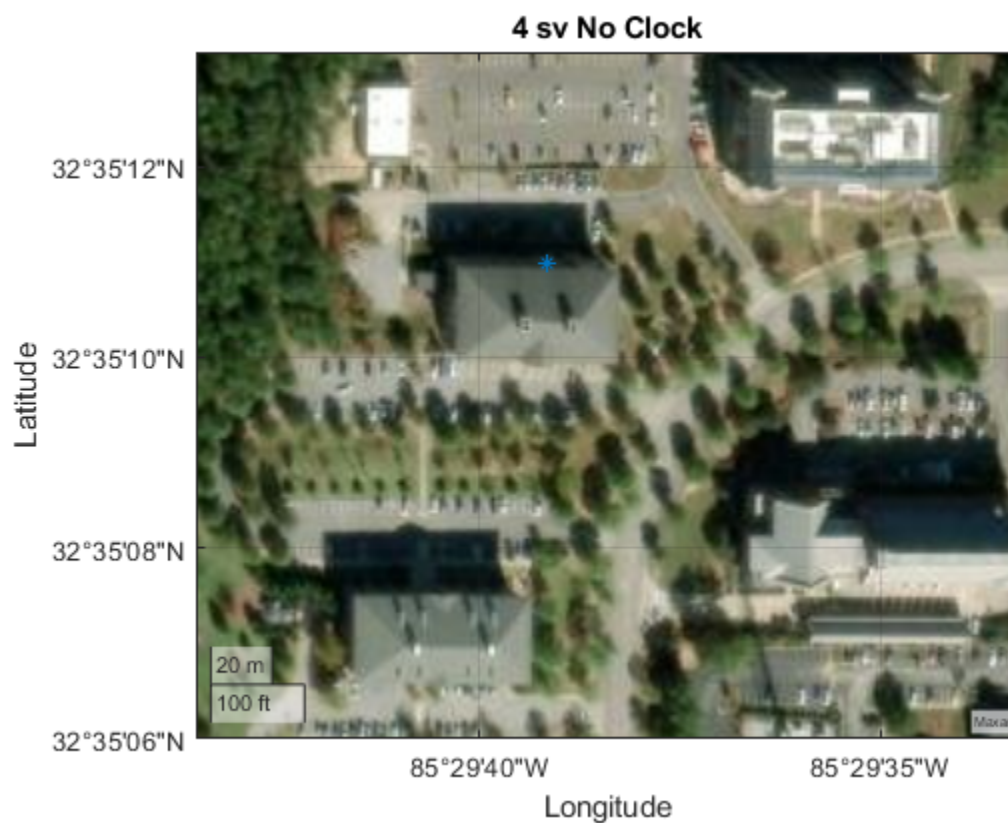 4 sv No Clock
32°35'12"N
32°35'10"N
Latitude
32°35'08"N
20 m
100 ft
Maxa
32°35'06"N
85°29'40"W
85°29'35"W
Longitude